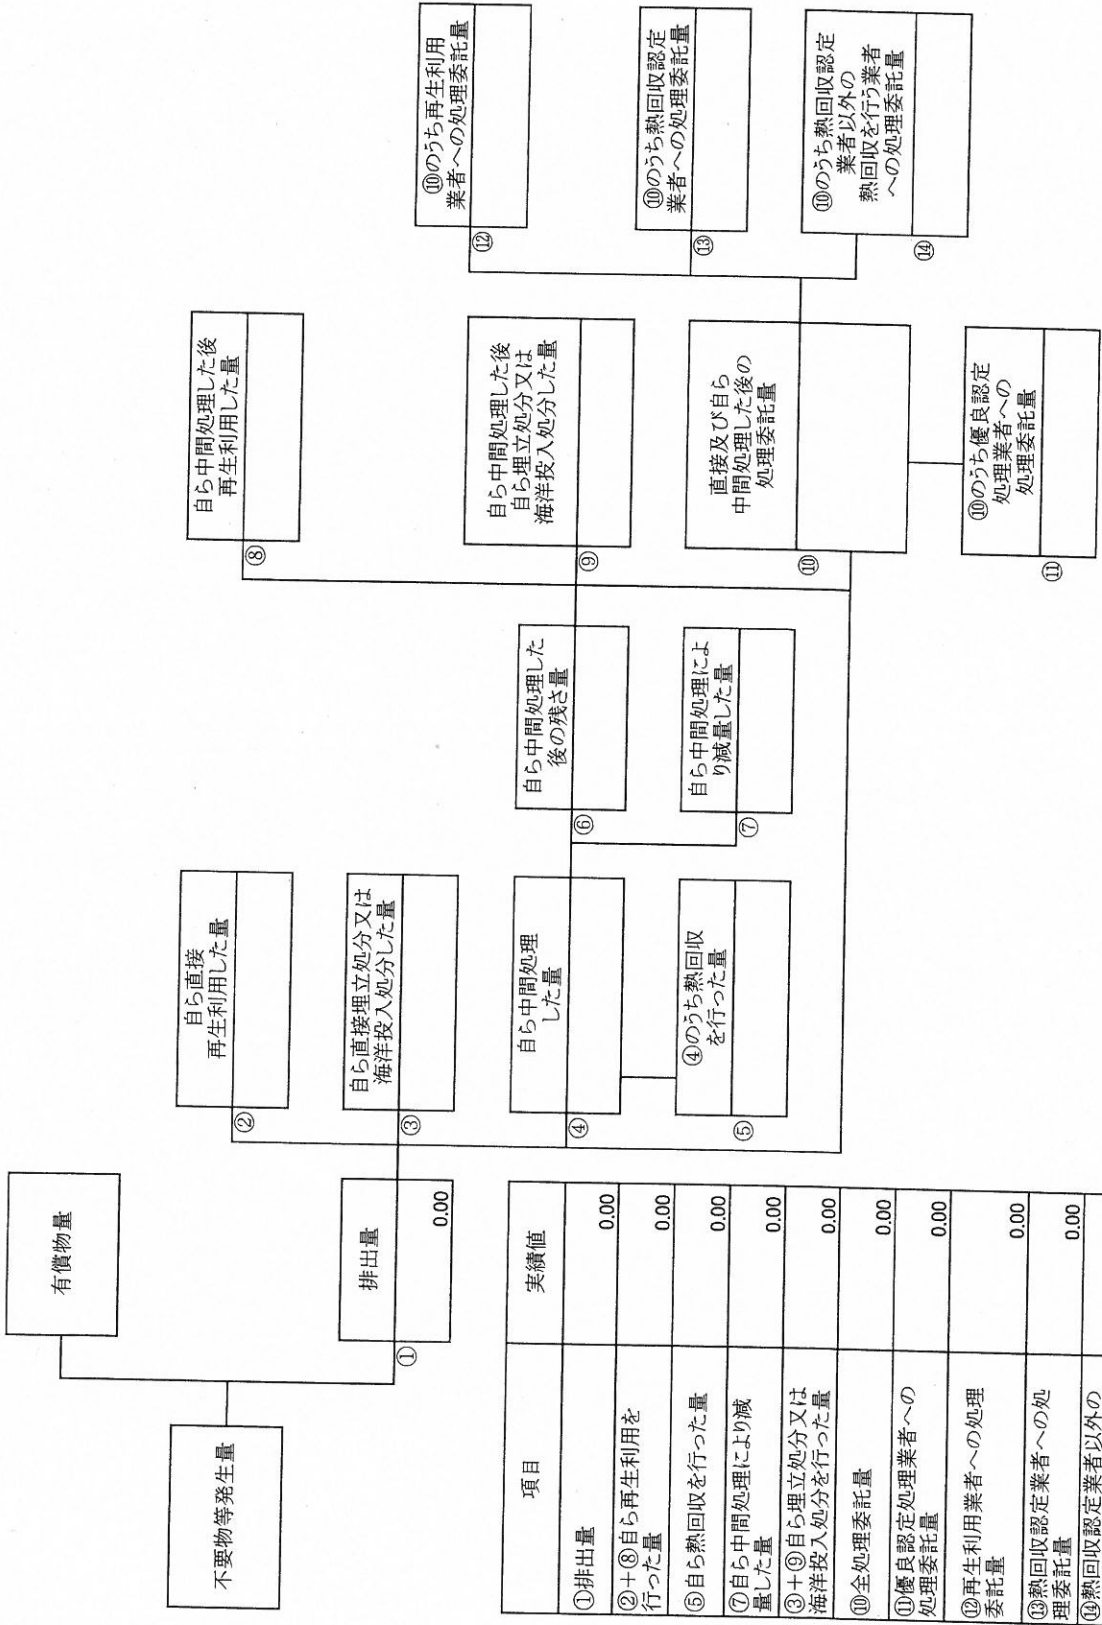 不要物等発生量
有償物量
排出量
①
0.00
自ら直接
再生利用した量
②
自ら直接埋立処分又は
海洋投入処分した量
③
自ら中間処理
した量
④
④のうち熱回収
を行った量
⑤
自ら中間処理した
後の残さ量
⑥
自ら中間処理によ
り減量した量
⑦
自ら中間処理した後
再生利用した量
⑧
自ら中間処理した後
自ら埋立処分又は
海洋投入処分した量
⑨
直接及び自ら
中間処理した後の
処理委託量
⑩
⑩のうち優良認定
処理業者への
処理委託量
⑪
⑩のうち再生利用
業者への処理委託量
⑫
⑩のうち熱回収認定
業者への処理委託量
⑬
⑩のうち熱回収認定
業者以外の
熱回収を行う業者
への処理委託量
⑭
項目 実績値
①排出量 0.00
②+⑧自ら再生利用を
行った量 0.00
⑤自ら熱回収を行った量 0.00
⑦自ら中間処理により減
量した量 0.00
③+⑨自ら埋立処分又は
海洋投入処分を行った量 0.00
⑩全処理委託量 0.00
⑪優良認定処理業者への
処理委託量 0.00
⑫再生利用業者への処理
委託量 0.00
⑬熱回収認定業者への処
理委託量 0.00
⑭熱回収認定業者以外の